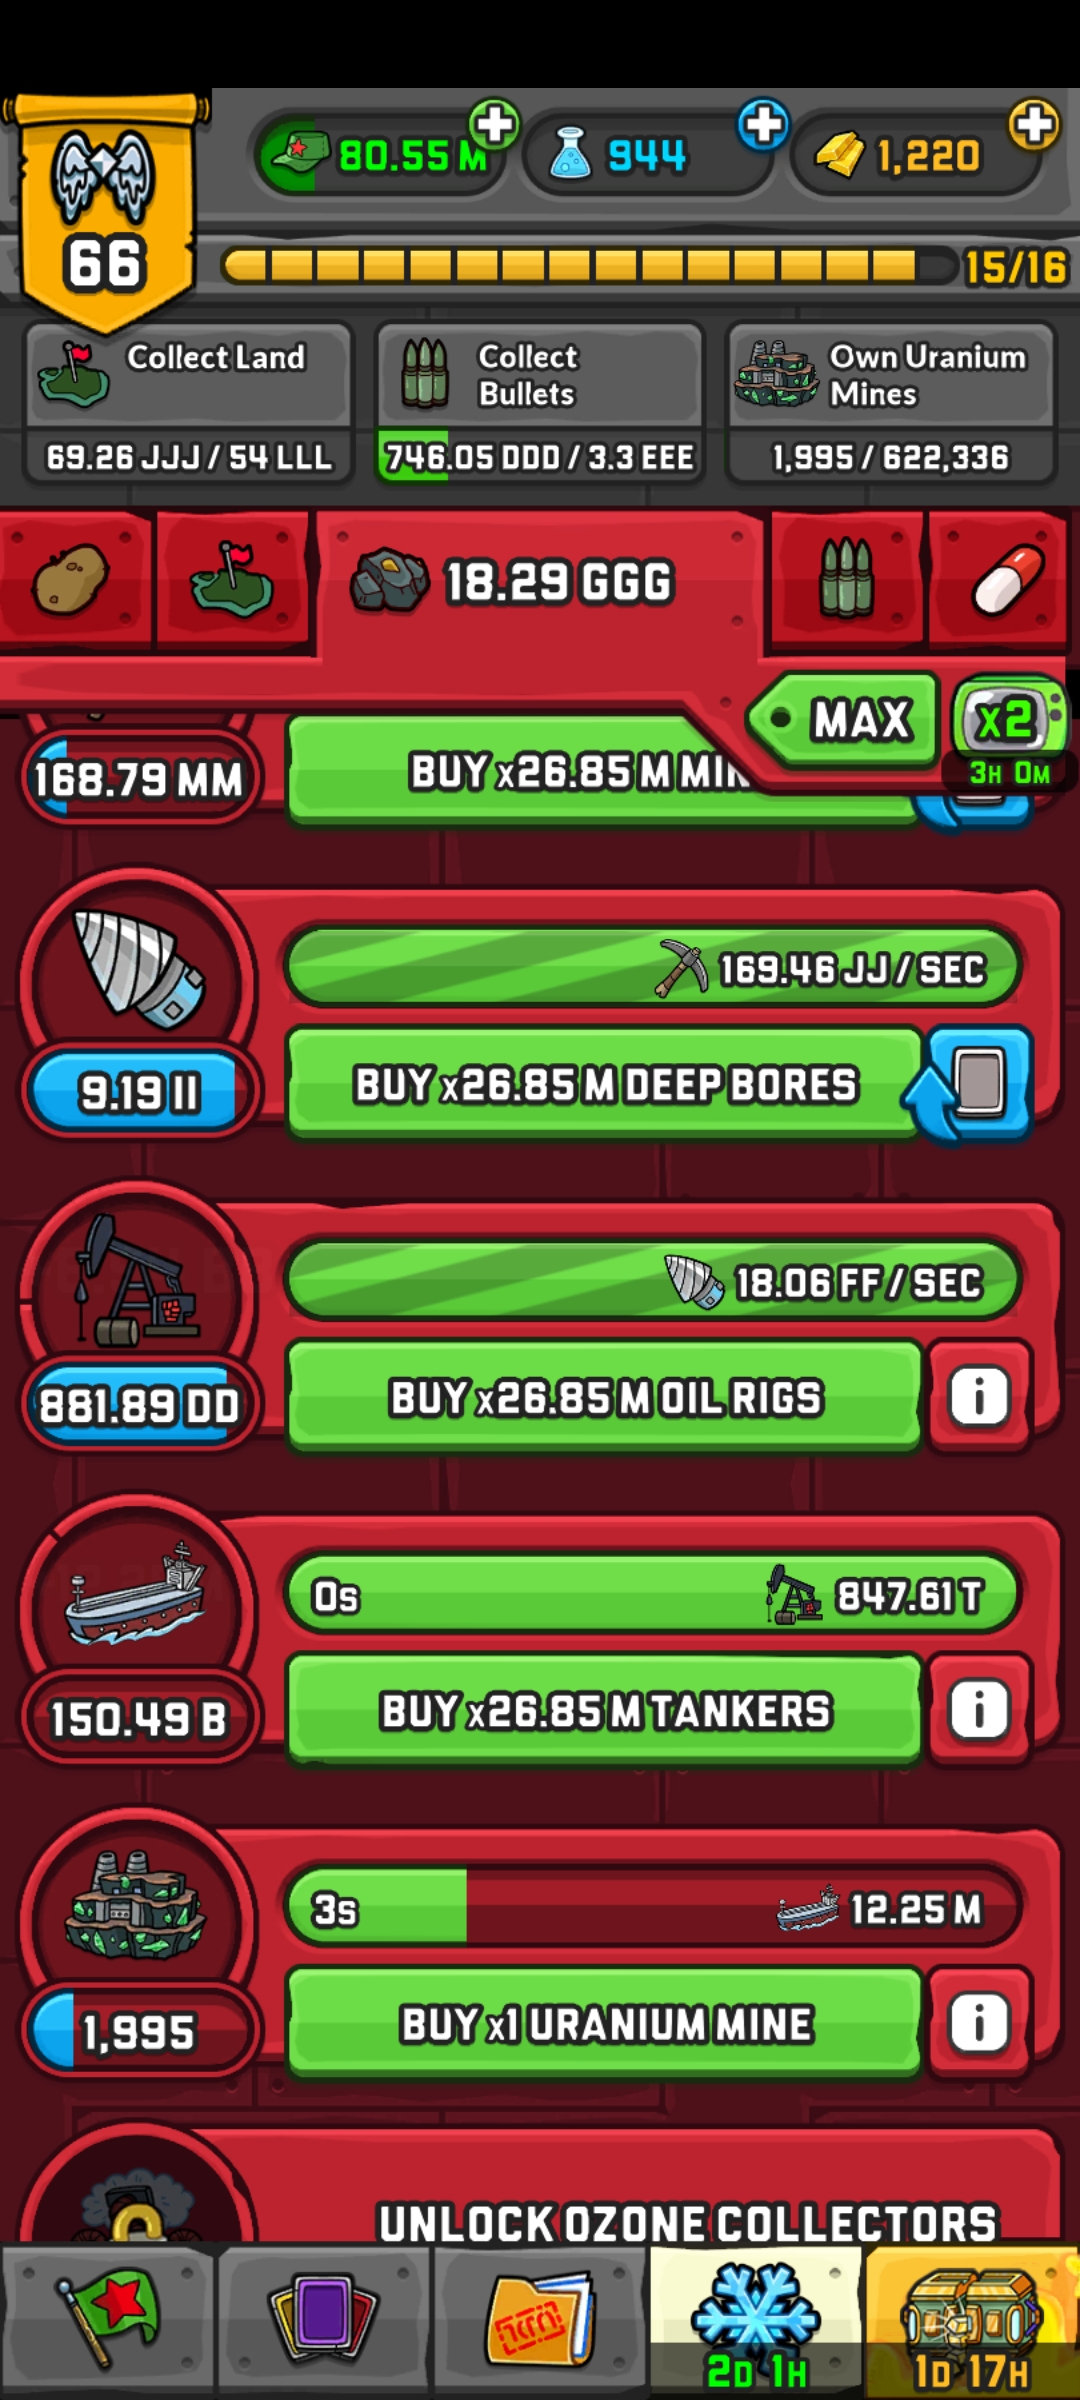 80.55 M
944
1,220
66
15/16
Collect Land
69.26 JJJ / 54 LLL
Collect
Bullets
746.05 DDD / 3.3 EEE
Own Uranium
Mines
1,995 / 622,336
18.29 GGG
MAX
x2
3H 0M
168.79 MM
BUY x26.85 M
169.46 JJ / SEC
9.19 II
BUY x26.85 M DEEP BORES
18.06 FF / SEC
881.89 DD
BUY x26.85 M OIL RIGS
i
0s
847.61 T
150.49 B
BUY x26.85 M TANKERS
i
3s
12.25 M
1,995
BUY x1 URANIUM MINE
i
UNLOCK OZONE COLLECTORS
2D 1H
1D 17H